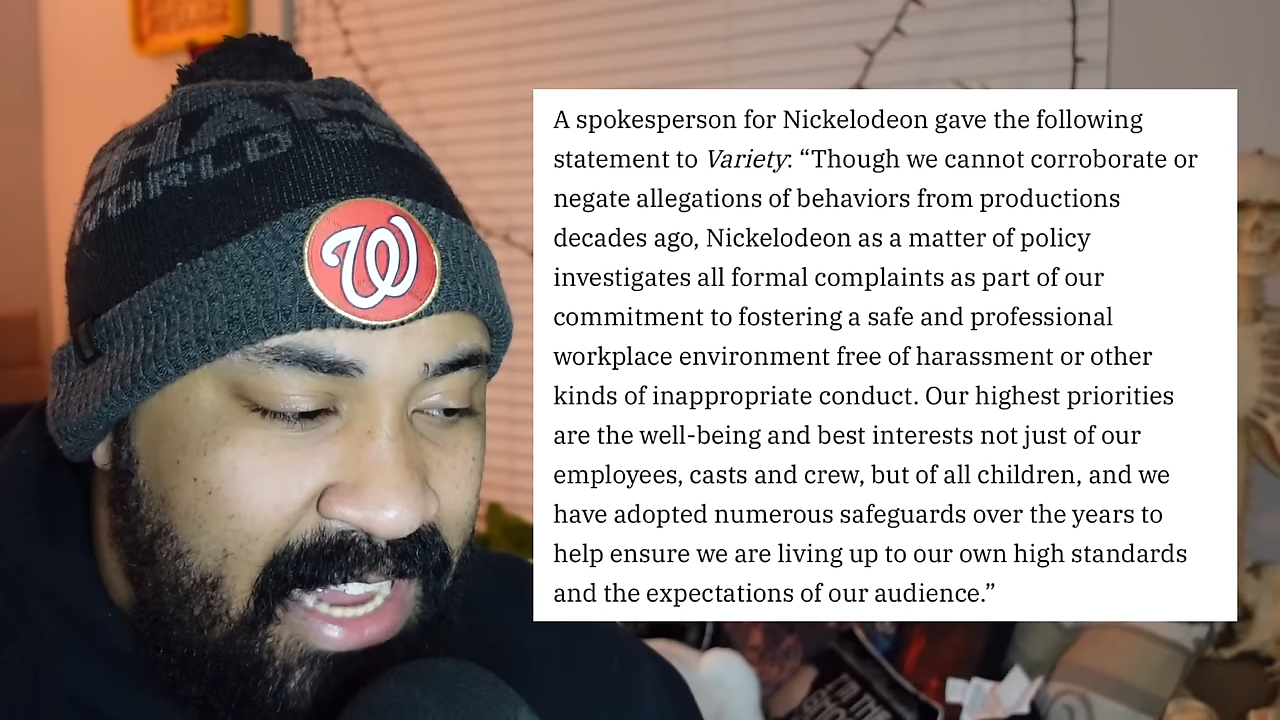 WORLD SE
W
A spokesperson for Nickelodeon gave the following
statement to Variety: “Though we cannot corroborate or
negate allegations of behaviors from productions
decades ago, Nickelodeon as a matter of policy
investigates all formal complaints as part of our
commitment to fostering a safe and professional
workplace environment free of harassment or other
kinds of inappropriate conduct. Our highest priorities
are the well-being and best interests not just of our
employees, casts and crew, but of all children, and we
have adopted numerous safeguards over the years to
help ensure we are living up to our own high standards
and the expectations of our audience.”
I'M THE